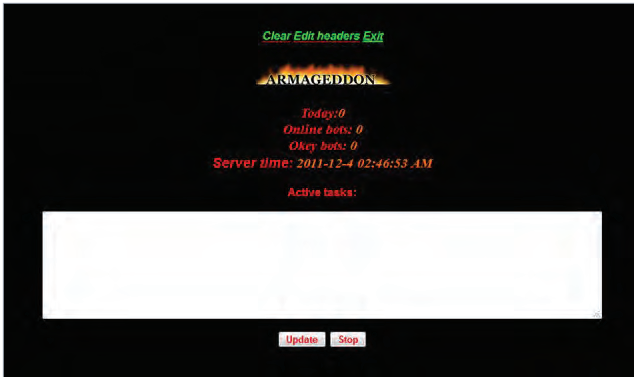 Clear Edit headers Exit
ARMAGEDDON
Today:0
Online bots: 0
Okey bots: 0
Server time: 2011-12-4 02:46:53 AM
Active tasks:
Update Stop